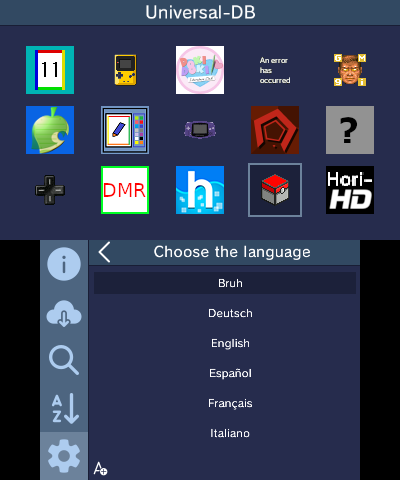 Universal-DB
11
An error
has
occurred
?
DMR
h
Hori-
HD
i
Choose the language
Bruh
Deutsch
English
Español
Français
Italiano
A
Z
A